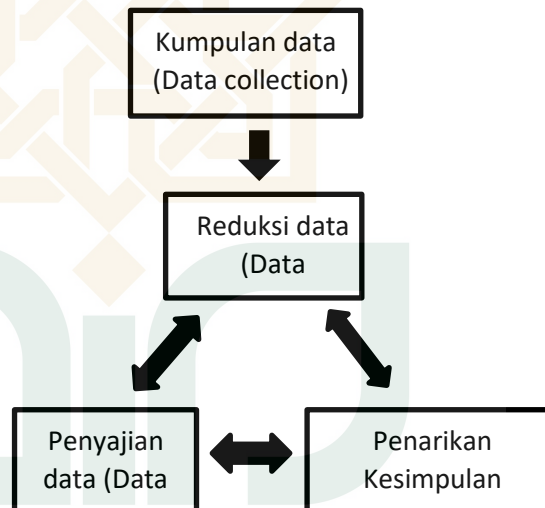 Kumpulan data
(Data collection)
Reduksi data
(Data
Penyajian
data (Data
Penarikan
Kesimpulan